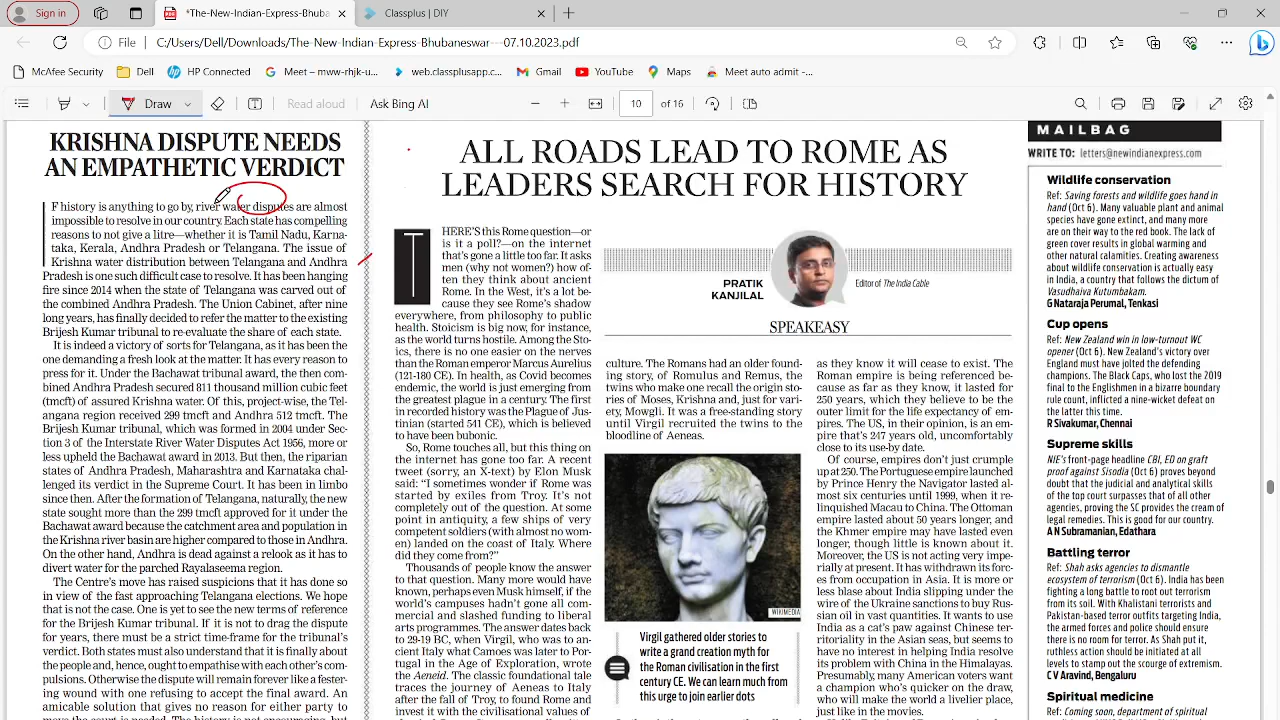 Sign in
*The-New-Indian-Express-Bhuba
Classplus | DIY
File
C:/Users/Dell/Downloads/The-New-Indian-Express-Bhubaneswar---07.10.2023.pdf
McAfee Security
Dell
HP Connected
Meet – mww-rhjk-u...
web.classplusapp.c...
Gmail
YouTube
Maps
Meet auto admit -...
Draw
Read aloud
Ask Bing AI
10 of 16
KRISHNA DISPUTE NEEDS
AN EMPATHETIC VERDICT
IF history is anything to go by, river water disputes are almost
impossible to resolve in our country. Each state has compelling
reasons to not give a litre—whether it is Tamil Nadu, Karna-
taka, Kerala, Andhra Pradesh or Telangana. The issue of
Krishna water distribution between Telangana and Andhra
Pradesh is one such difficult case to resolve. It has been hanging
fire since 2014 when the state of Telangana was carved out of
the combined Andhra Pradesh. The Union Cabinet, after nine
long years, has finally decided to refer the matter to the existing
Brijesh Kumar tribunal to re-evaluate the share of each state.
It is indeed a victory of sorts for Telangana, as it has been the
one demanding a fresh look at the matter. It has every reason to
press for it. Under the Bachawat tribunal award, the then com-
bined Andhra Pradesh secured 811 thousand million cubic feet
(tmcft) of assured Krishna water. Of this, project-wise, the Tel-
angana region received 299 tmcft and Andhra 512 tmcft. The
Brijesh Kumar tribunal, which was formed in 2004 under Sec-
tion 3 of the Interstate River Water Disputes Act 1956, more or
less upheld the Bachawat award in 2013. But then, the riparian
states of Andhra Pradesh, Maharashtra and Karnataka chal-
lenged its verdict in the Supreme Court. It has been in limbo
since then. After the formation of Telangana, naturally, the new
state sought more than the 299 tmcft approved for it under the
Bachawat award because the catchment area and population in
the Krishna river basin are higher compared to those in Andhra.
On the other hand, Andhra is dead against a relook as it has to
divert water for the parched Rayalaseema region.
The Centre's move has raised suspicions that it has done so
in view of the fast approaching Telangana elections. We hope
that is not the case. One is yet to see the new terms of reference
for the Brijesh Kumar tribunal. If it is not to drag the dispute
for years, there must be a strict time-frame for the tribunal's
verdict. Both states must also understand that it is finally about
the people and, hence, ought to empathise with each other's com-
pulsions. Otherwise the issue will remain forever like a fester-
ing wound with one refusing to accept the final award. An
amicable solution that gives no reason for either party to
move the court is needed. The history is not encouraging, but
ALL ROADS LEAD TO ROME AS
LEADERS SEARCH FOR HISTORY
PRATIK
KANJILAL
Editor of The India Cable
SPEAKEASY
THERE'S this Rome question—or
is it a poll?—on the internet
that's gone a little too far. It asks
men (why not women?) how of-
ten they think about ancient
Rome. In the West, it's a lot be-
cause they see Rome's shadow
everywhere, from philosophy to public
health. Stoicism is big now, for instance,
as the world turns hostile. Among the Sto-
ics, there is no one easier on the nerves
than the Roman emperor Marcus Aurelius
(121-180 CE). In health, as Covid becomes
endemic, the world is just emerging from
the greatest plague in a century. The first
in recorded history was the Plague of Jus-
tinian (started 541 CE), which is believed
to have been bubonic.
So, Rome touches all, but this thing on
the internet has gone too far. A recent
tweet (sorry, an X-text) by Elon Musk
said: "I sometimes wonder if Rome was
started by exiles from Troy. It's not
completely out of the question. At some
point in antiquity, a few ships of very
competent soldiers (with almost no wom-
en) landed on the coast of Italy. Where
did they come from?"
Thousands of people know the answer
to that question. Many more would have
known, perhaps even Musk himself, if the
world's campuses hadn't gone all com-
mercial and slashed funding to liberal
arts programmes. The answer dates back
to 29-19 BC, when Virgil, who was to an-
cient Italy what Camoes was later to Por-
tugal in the Age of Exploration, wrote
the Aeneid. The classic foundational tale
traces the journey of Aeneas to Italy
after the fall of Troy, to found Rome and
invest it with the civilisational values of
culture. The Romans had an older found-
ing story, of Romulus and Remus, the
twins who make one recall the origin sto-
ries of Moses, Krishna and, just for vari-
ety, Mowgli. It was a free-standing story
until Virgil recruited the twins to the
bloodline of Aeneas.
WIKIMEDIA
Virgil gathered older stories to
write a grand creation myth for
the Roman civilisation in the first
century CE. We can learn much from
this urge to join earlier dots
as they know it will cease to exist. The
Roman empire is being referenced be-
cause as far as they know, it lasted for
250 years, which they believe to be the
outer limit for the life expectancy of em-
pires. The US, in their opinion, is an em-
pire that's 247 years old, uncomfortably
close to its use-by date.
Of course, empires don't just crumple
up at 250. The Portuguese empire launched
by Prince Henry the Navigator lasted al-
most six centuries until 1999, when it re-
linquished Macau to China. The Ottoman
empire lasted about 50 years longer, and
the Khmer empire may have lasted even
longer, though little is known about it.
Moreover, the US is not acting very impe-
rially at present. It has withdrawn its forc-
es from occupation in Asia. It is more or
less blase about India slipping under the
wire of the Ukraine sanctions to buy Rus-
sian oil in vast quantities. It wants to use
India as a cat's paw against Chinese ter-
ritoriality in the Asian seas, but seems to
have no interest in helping India resolve
its problem with China in the Himalayas.
Presumably, many American voters want
a champion who's quicker on the draw,
who will make the world a livelier place,
just like in the movies.
MAILBAG
WRITE TO: letters@newindianexpress.com
Wildlife conservation
Ref: Saving forests and wildlife goes hand in
hand (Oct 6). Many valuable plant and animal
species have gone extinct, and many more
are on their way to the red book. The lack of
green cover results in global warming and
other natural calamities. Creating awareness
about wildlife conservation is actually easy
in India, a country that follows the dictum of
Vasudhaiva Kutumbakam.
G Nataraja Perumal, Tenkasi
Cup opens
Ref: New Zealand win in low-turnout WC
opener (Oct 6). New Zealand's victory over
England must have jolted the defending
champions. The Black Caps, who lost the 2019
final to the Englishmen in a bizarre boundary
rule count, inflicted a nine-wicket defeat on
the latter this time.
R Sivakumar, Chennai
Supreme skills
NIE's front-page headline CBI, ED on graft
proof against Sisodia (Oct 6) proves beyond
doubt that the judicial and analytical skills
of the top court surpasses that of all other
agencies, proving the SC provides the cream of
legal remedies. This is good for our country.
A N Subramanian, Edathara
Battling terror
Ref: Shah asks agencies to dismantle
ecosystem of terrorism (Oct 6). India has been
fighting a long battle to root out terrorism
from its soil. With Khalistani terrorists and
Pakistan-based terror outfits targeting India,
the armed forces and police should ensure
there is no room for terror. As Shah put it,
ruthless action should be initiated at all
levels to stamp out the scourge of extremism.
C V Aravind, Bengaluru
Spiritual medicine
Ref: Coming soon, department of spiritual